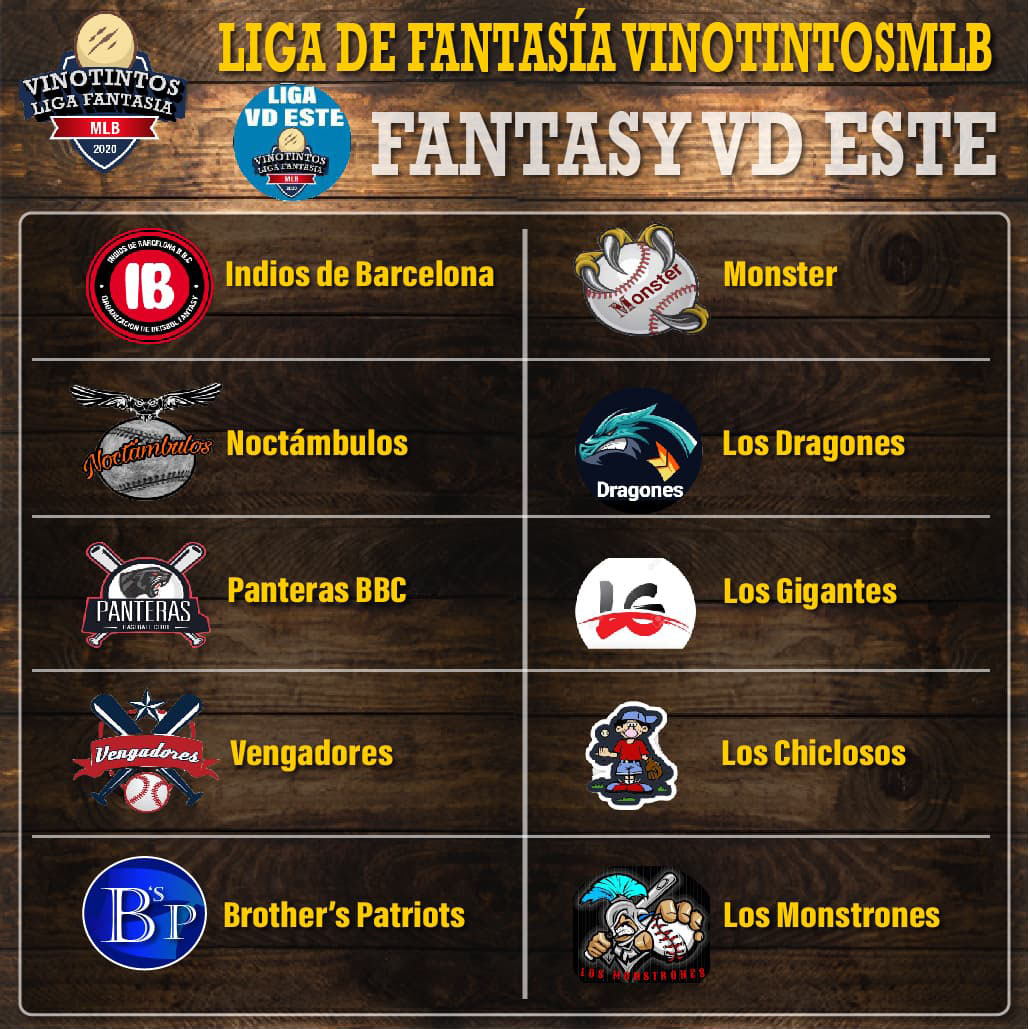 LIGA DE FANTASÍA VINOTINTOSMLB
VINOTINTOS
LIGA FANTASIA
MLB
2020
LIGA
VD ESTE
VINOTINTOS
LIGA FANTASIA
MLB
2020
FANTASY VD ESTE
INDIOS DE BARCELONA B.B.C
IB
ORGANIZACION DE BEISBOL FANTASY
Indios de Barcelona
Monster
Monster
Noctámbulos
Noctámbulos
Dragones
Los Dragones
PANTERAS
BASEBALL CLUB
Panteras BBC
LG
Los Gigantes
Vengadores
Vengadores
Los Chiclosos
B'S P
Brother's Patriots
LOS MONSTRONES
Los Monstrones